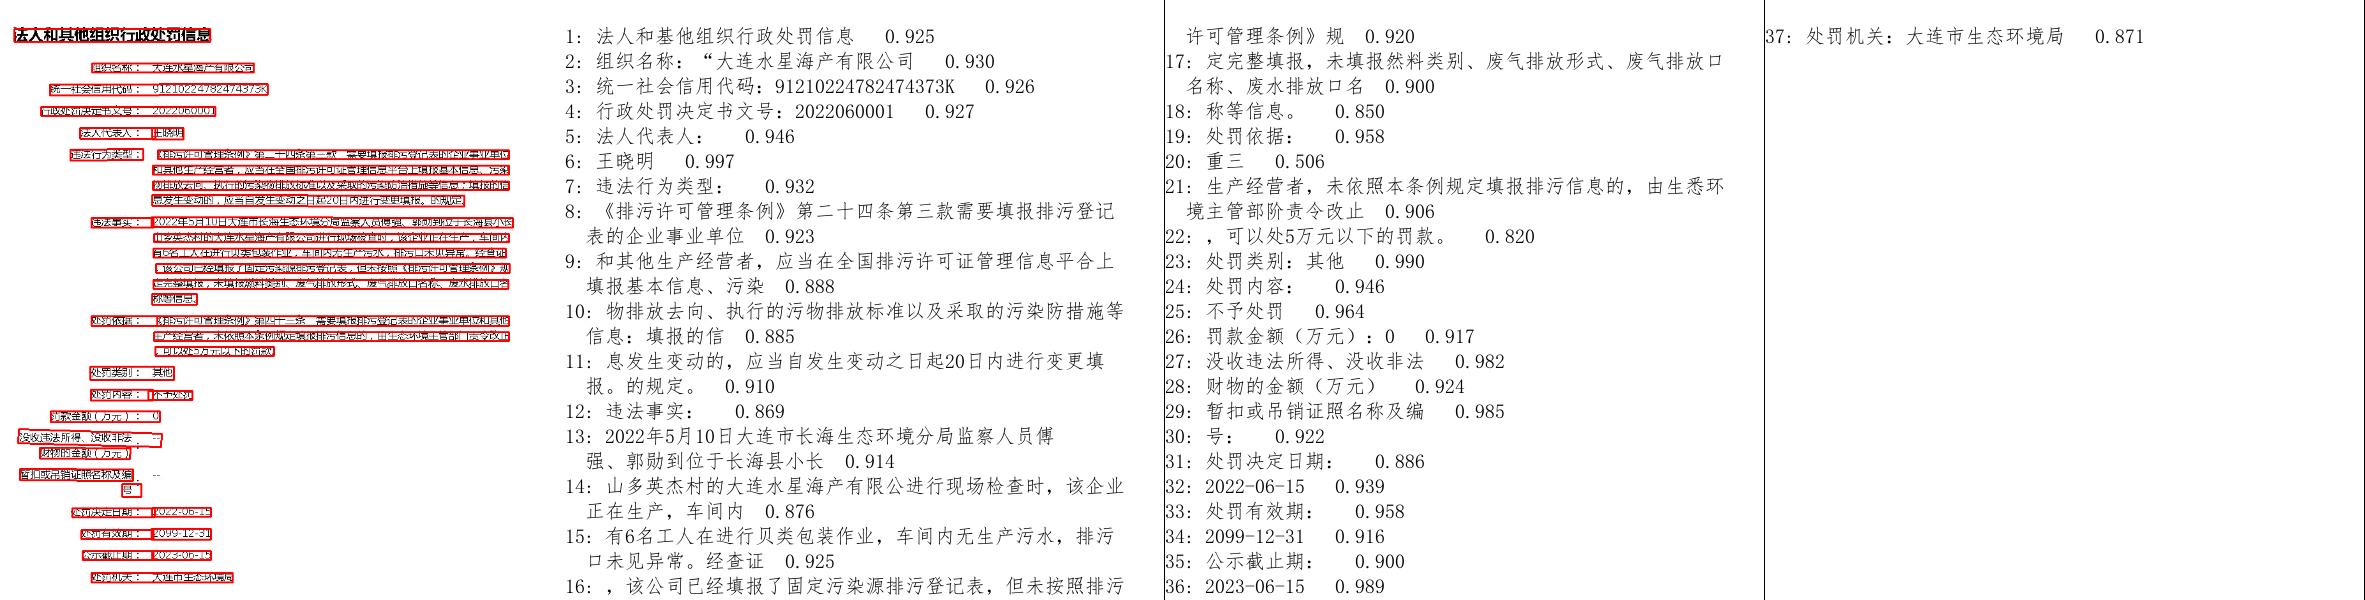 法人和其他组织行政处罚信息
组织名称： 大连水星海产有限公司
统一社会信用代码： 91210224782474373K
行政处罚决定书文号： 2022060001
法人代表人： 王晓明
违法行为类型： 《排污许可管理条例》第二十四条第三款 需要填报排污登记表的企业事业单位
和其他生产经营者，应当在全国排污许可证管理信息平台上填报基本信息、污染
物排放去向、执行的污染物排放标准以及采取的污染防治措施等信息；填报的信
息发生变动的，应当自发生变动之日起20日内进行变更填报。的规定
违法事实： 2022年5月10日大连市长海生态环境分局监察人员傅强、郭勋到位于长海县小长
山乡英杰村的大连水星海产有限公司进行现场检查时，该企业正在生产，车间内
有6名工人在进行贝类包装作业，车间内无生产污水，排污口未见异常。经查证
，该公司已经填报了固定污染源排污登记表，但未按照《排污许可管理条例》规
定完整填报，未填报燃料类别、废气排放形式、废气排放口名称、废水排放口名
称等信息。
处罚依据： 《排污许可管理条例》第四十三条 需要填报排污登记表的企业事业单位和其他
生产经营者，未依照本条例规定填报排污信息的，由生态环境主管部门责令改正
，可以处5万元以下的罚款
处罚类别： 其他
处罚内容： 不予处罚
罚款金额（万元）： 0
没收违法所得、没收非法 --
财物的金额（万元）
暂扣或吊销证照名称及编 --
号：
处罚决定日期： 2022-06-15
处罚有效期： 2099-12-31
公示截止期： 2023-06-15
处罚机关： 大连市生态环境局
1: 法人和基他组织行政处罚信息 0.925
2: 组织名称：“大连水星海产有限公司 0.930
3: 统一社会信用代码：91210224782474373K 0.926
4: 行政处罚决定书文号：2022060001 0.927
5: 法人代表人： 0.946
6: 王晓明 0.997
7: 违法行为类型： 0.932
8: 《排污许可管理条例》第二十四条第三款需要填报排污登记
表的企业事业单位 0.923
9: 和其他生产经营者，应当在全国排污许可证管理信息平台上
填报基本信息、污染 0.888
10: 物排放去向、执行的污物排放标准以及采取的污染防措施等
信息：填报的信 0.885
11: 息发生变动的，应当自发生变动之日起20日内进行变更填
报。的规定。 0.910
12: 违法事实： 0.869
13: 2022年5月10日大连市长海生态环境分局监察人员傅
强、郭勋到位于长海县小长 0.914
14: 山多英杰村的大连水星海产有限公进行现场检查时，该企业
正在生产，车间内 0.876
15: 有6名工人在进行贝类包装作业，车间内无生产污水，排污
口未见异常。经查证 0.925
16: ，该公司已经填报了固定污染源排污登记表，但未按照排污
许可管理条例》规 0.920
17: 定完整填报，未填报然料类别、废气排放形式、废气排放口
名称、废水排放口名 0.900
18: 称等信息。 0.850
19: 处罚依据： 0.958
20: 重三 0.506
21: 生产经营者，未依照本条例规定填报排污信息的，由生悉环
境主管部阶责令改止 0.906
22: ，可以处5万元以下的罚款。 0.820
23: 处罚类别：其他 0.990
24: 处罚内容： 0.946
25: 不予处罚 0.964
26: 罚款金额（万元）：0 0.917
27: 没收违法所得、没收非法 0.982
28: 财物的金额（万元） 0.924
29: 暂扣或吊销证照名称及编 0.985
30: 号： 0.922
31: 处罚决定日期： 0.886
32: 2022-06-15 0.939
33: 处罚有效期： 0.958
34: 2099-12-31 0.916
35: 公示截止期： 0.900
36: 2023-06-15 0.989
37: 处罚机关：大连市生态环境局 0.871